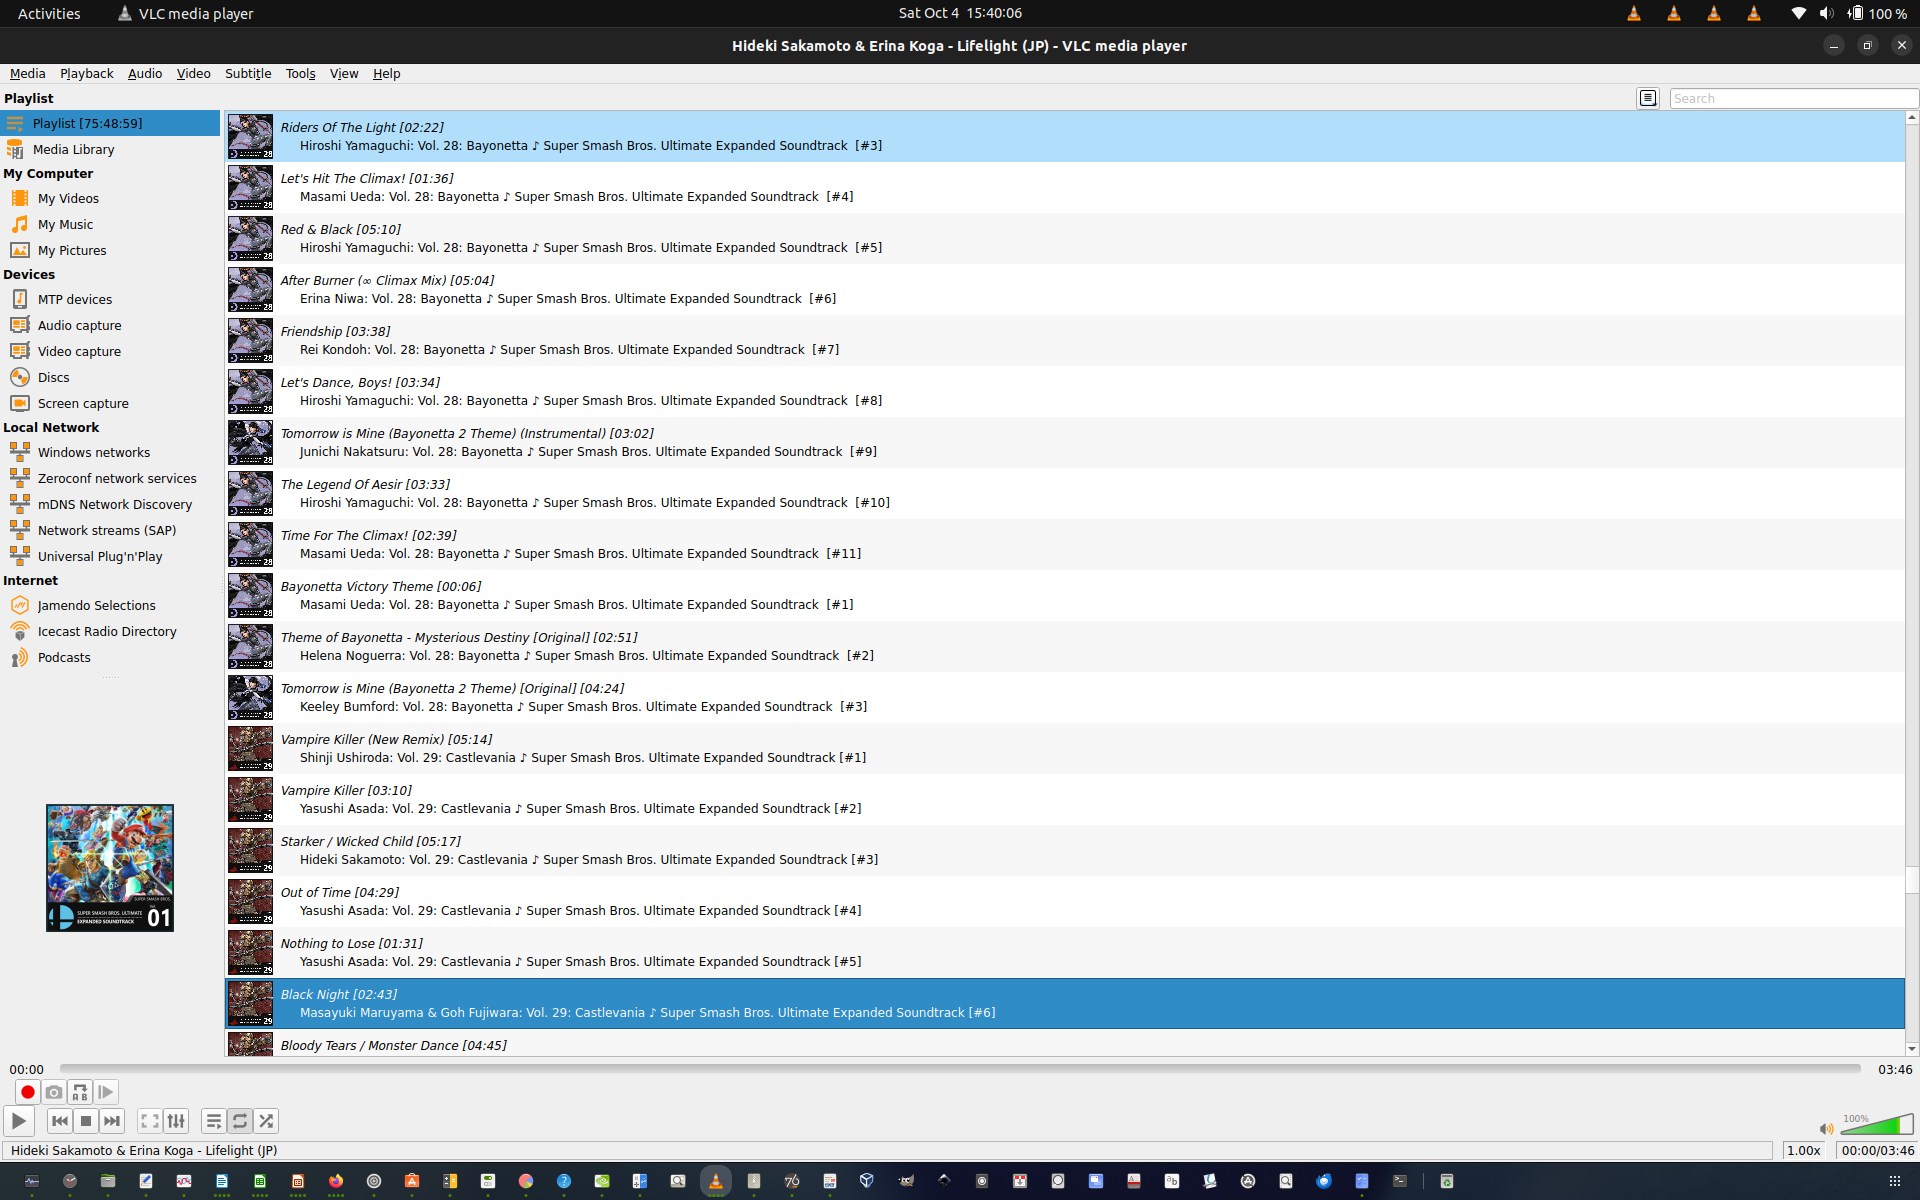 Activities
VLC media player
Sat Oct 4 15:40:06
100 %
Hideki Sakamoto & Erina Koga - Lifelight (JP) - VLC media player
Media Playback Audio Video Subtitle Tools View Help
Playlist
Search
Playlist [75:48:59]
Media Library
My Computer
My Videos
My Music
My Pictures
Devices
MTP devices
Audio capture
Video capture
Discs
Screen capture
Local Network
Windows networks
Zeroconf network services
mDNS Network Discovery
Network streams (SAP)
Universal Plug'n'Play
Internet
Jamendo Selections
Icecast Radio Directory
Podcasts
Riders Of The Light [02:22]
Hiroshi Yamaguchi: Vol. 28: Bayonetta ♪ Super Smash Bros. Ultimate Expanded Soundtrack [#3]
Let's Hit The Climax! [01:36]
Masami Ueda: Vol. 28: Bayonetta ♪ Super Smash Bros. Ultimate Expanded Soundtrack [#4]
Red & Black [05:10]
Hiroshi Yamaguchi: Vol. 28: Bayonetta ♪ Super Smash Bros. Ultimate Expanded Soundtrack [#5]
After Burner (∞ Climax Mix) [05:04]
Erina Niwa: Vol. 28: Bayonetta ♪ Super Smash Bros. Ultimate Expanded Soundtrack [#6]
Friendship [03:38]
Rei Kondoh: Vol. 28: Bayonetta ♪ Super Smash Bros. Ultimate Expanded Soundtrack [#7]
Let's Dance, Boys! [03:34]
Hiroshi Yamaguchi: Vol. 28: Bayonetta ♪ Super Smash Bros. Ultimate Expanded Soundtrack [#8]
Tomorrow is Mine (Bayonetta 2 Theme) (Instrumental) [03:02]
Junichi Nakatsuru: Vol. 28: Bayonetta ♪ Super Smash Bros. Ultimate Expanded Soundtrack [#9]
The Legend Of Aesir [03:33]
Hiroshi Yamaguchi: Vol. 28: Bayonetta ♪ Super Smash Bros. Ultimate Expanded Soundtrack [#10]
Time For The Climax! [02:39]
Masami Ueda: Vol. 28: Bayonetta ♪ Super Smash Bros. Ultimate Expanded Soundtrack [#11]
Bayonetta Victory Theme [00:06]
Masami Ueda: Vol. 28: Bayonetta ♪ Super Smash Bros. Ultimate Expanded Soundtrack [#1]
Theme of Bayonetta - Mysterious Destiny [Original] [02:51]
Helena Noguerra: Vol. 28: Bayonetta ♪ Super Smash Bros. Ultimate Expanded Soundtrack [#2]
Tomorrow is Mine (Bayonetta 2 Theme) [Original] [04:24]
Keeley Bumford: Vol. 28: Bayonetta ♪ Super Smash Bros. Ultimate Expanded Soundtrack [#3]
Vampire Killer (New Remix) [05:14]
Shinji Ushiroda: Vol. 29: Castlevania ♪ Super Smash Bros. Ultimate Expanded Soundtrack [#1]
Vampire Killer [03:10]
Yasushi Asada: Vol. 29: Castlevania ♪ Super Smash Bros. Ultimate Expanded Soundtrack [#2]
Starker / Wicked Child [05:17]
Hideki Sakamoto: Vol. 29: Castlevania ♪ Super Smash Bros. Ultimate Expanded Soundtrack [#3]
Out of Time [04:29]
Yasushi Asada: Vol. 29: Castlevania ♪ Super Smash Bros. Ultimate Expanded Soundtrack [#4]
Nothing to Lose [01:31]
Yasushi Asada: Vol. 29: Castlevania ♪ Super Smash Bros. Ultimate Expanded Soundtrack [#5]
Black Night [02:43]
Masayuki Maruyama & Goh Fujiwara: Vol. 29: Castlevania ♪ Super Smash Bros. Ultimate Expanded Soundtrack [#6]
Bloody Tears / Monster Dance [04:45]
SUPER SMASH BROS. ULTIMATE
EXPANDED SOUNDTRACK
01
00:00
03:46
100%
Hideki Sakamoto & Erina Koga - Lifelight (JP)
1.00x
00:00/03:46